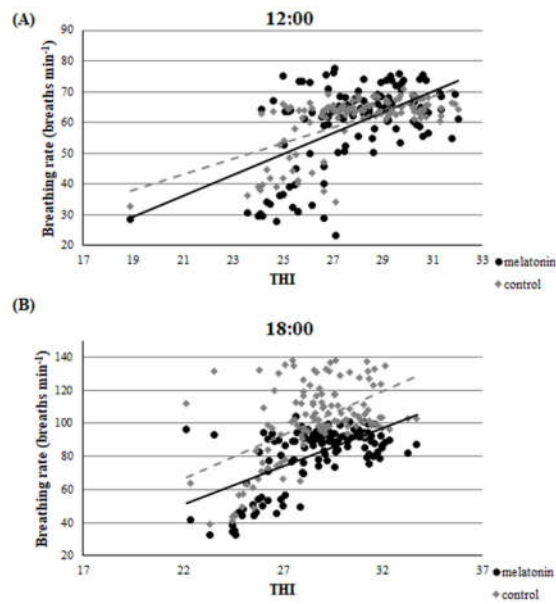 (A)
12:00
Breathing rate (breaths min-1)
90
80
70
60
50
40
30
20
17 19 21 23 25 27 29 31 33
THI
melatonin
control
(B)
18:00
Breathing rate (breaths min-1)
140
120
100
80
60
40
20
17 22 27 32 37
THI
melatonin
control